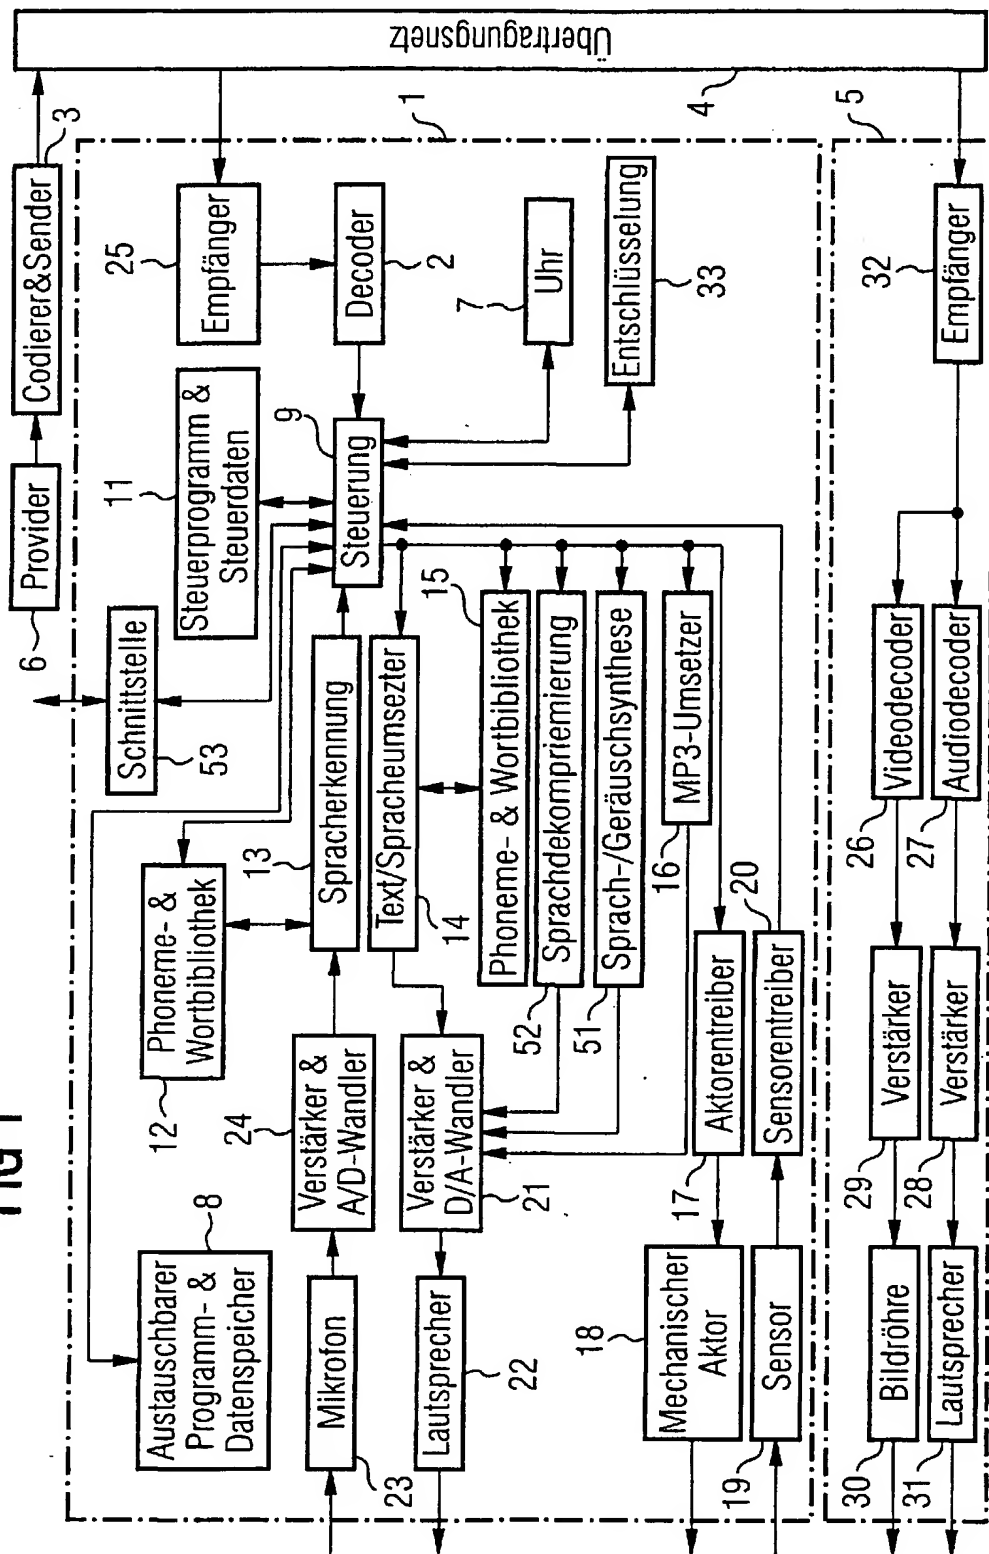 FIG 1
6
Provider
Codierer&Sender
3
Übertragungsnetz
4
1
53
Schnittstelle
11
Steuerprogramm &
Steuerdaten
25
Empfänger
Decoder
2
8
Austauschbarer
Programm- &
Datenspeicher
12
Phoneme- &
Wortbibliothek
9
Steuerung
7
Uhr
33
Entschlüsselung
23
Mikrofon
24
Verstärker &
A/D-Wandler
13
Spracherkennung
22
Lautsprecher
21
Verstärker &
D/A-Wandler
14
Text/Spracheumsezter
15
Phoneme- & Wortbibliothek
52
Sprachdekompriemierung
51
Sprach-/Geräuschsynthese
16
MP3-Umsetzer
18
Mechanischer
Aktor
17
Aktorentreiber
19
Sensor
20
Sensorentreiber
5
30
Bildröhre
29
Verstärker
26
Videodecoder
32
Empfänger
31
Lautsprecher
28
Verstärker
27
Audiodecoder